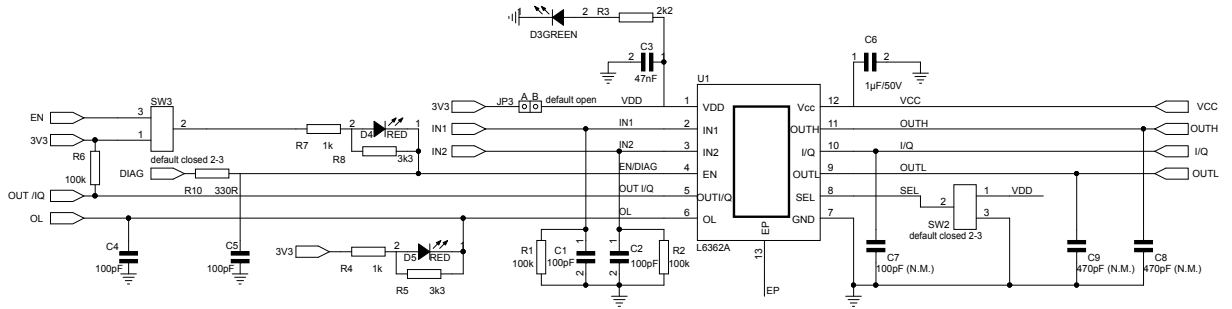 1 2 R3 2k2
D3GREEN
C3 C6
2 1 1 2
47nF U1 1µF/50V
SW3 3V3 JP3 A B default open VDD 1 VDD Vcc 12 VCC VCC
EN 3 IN1 IN1 2 IN1 OUTH 11 OUTH OUTH
3V3 1 2 R7 1k 2 D4 RED 1 IN2 IN2 3 IN2 I/Q 10 I/Q I/Q
R6 R8 3k3
100k default closed 2-3
DIAG R10 330R EN/DIAG 4 EN OUTL 9 OUTL OUTL
OUT /IQ OUT I/Q 5 OUTI/Q SEL 8 SEL 2 1 VDD
OL OL 6 OL GND 7 SW2 3
default closed 2-3
EP
L6362A
13
EP
C4 C5
100pF 100pF
3V3 R4 1k 2 D5 RED 1
R5 3k3
R1 C1 1 1 C2 R2
100k 100pF 100pF 100k
2 2
C7 C9 C8
100pF (N.M.) 470pF (N.M.) 470pF (N.M.)